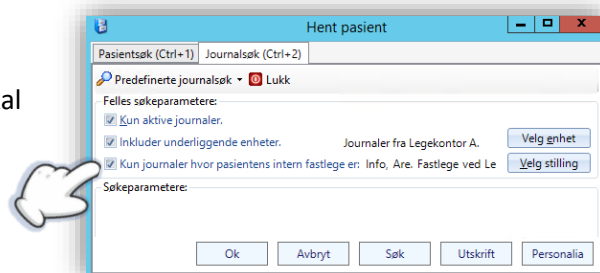 Hent pasient
Pasientsøk (Ctrl+1) Journalsøk (Ctrl+2)
Predefinerte journalsøk Lukk
al
Felles søkeparametere:
Kun aktive journaler.
Inkluder underliggende enheter. Journaler fra Legekontor A. Velg enhet
Kun journaler hvor pasientens intern fastlege er: Info, Are. Fastlege ved Le Velg stilling
Søkeparametere:
Ok Avbryt Søk Utskrift Personalia